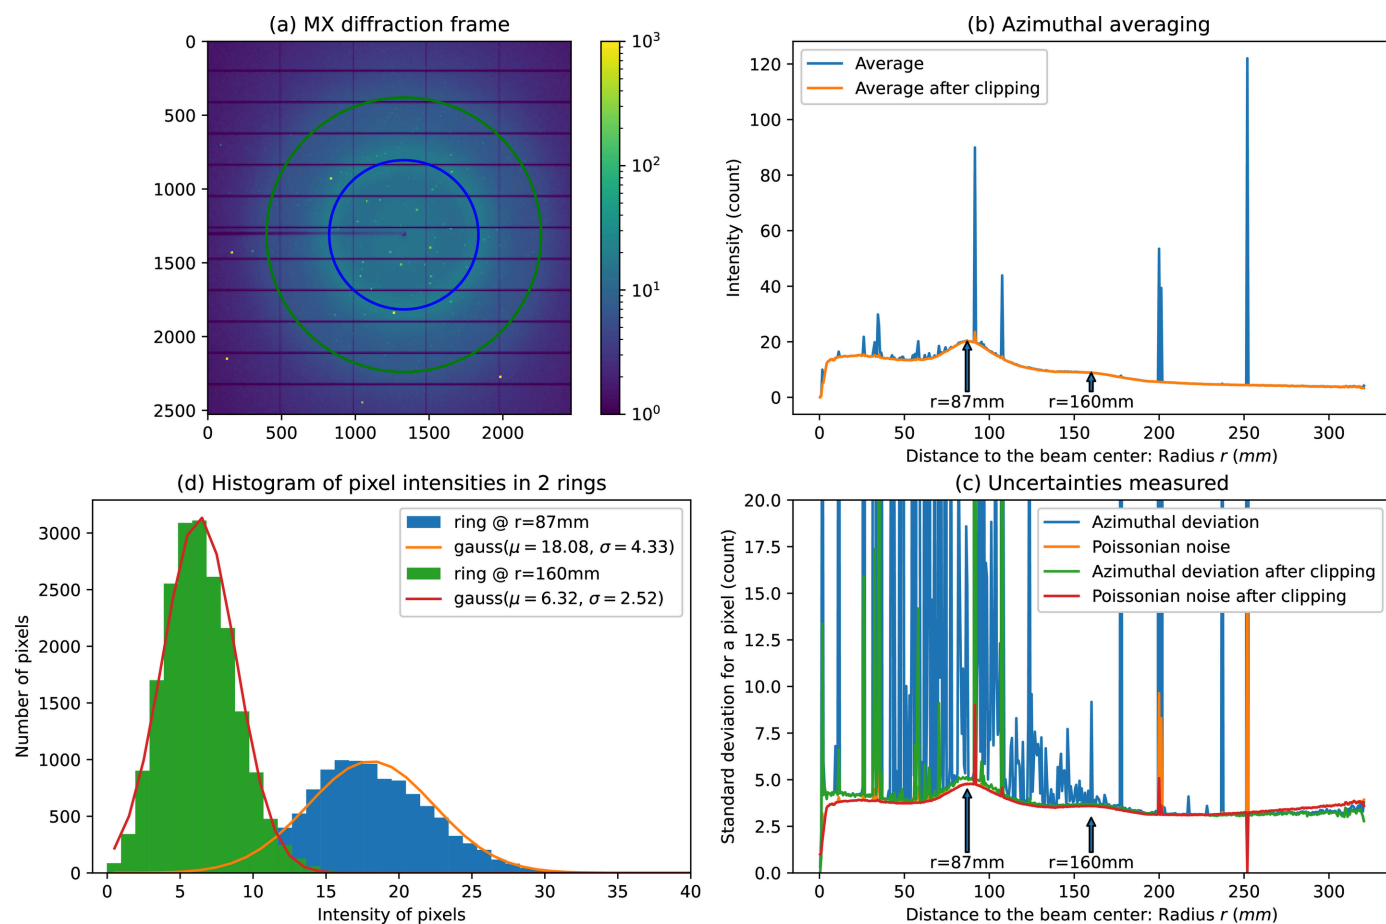 (a) MX diffraction frame
0
500
1000
1500
2000
2500
0
500
1000
1500
2000
10³
10²
10¹
10⁰
(b) Azimuthal averaging
Average
Average after clipping
Intensity (count)
120
100
80
60
40
20
0
r=87mm
r=160mm
0
50
100
150
200
250
300
Distance to the beam center: Radius r (mm)
(d) Histogram of pixel intensities in 2 rings
ring @ r=87mm
gauss(μ = 18.08, σ = 4.33)
ring @ r=160mm
gauss(μ = 6.32, σ = 2.52)
Number of pixels
3000
2500
2000
1500
1000
500
0
0
5
10
15
20
25
30
35
40
Intensity of pixels
(c) Uncertainties measured
Azimuthal deviation
Poissonian noise
Azimuthal deviation after clipping
Poissonian noise after clipping
Standard deviation for a pixel (count)
20.0
17.5
15.0
12.5
10.0
7.5
5.0
2.5
0.0
r=87mm
r=160mm
0
50
100
150
200
250
300
Distance to the beam center: Radius r (mm)